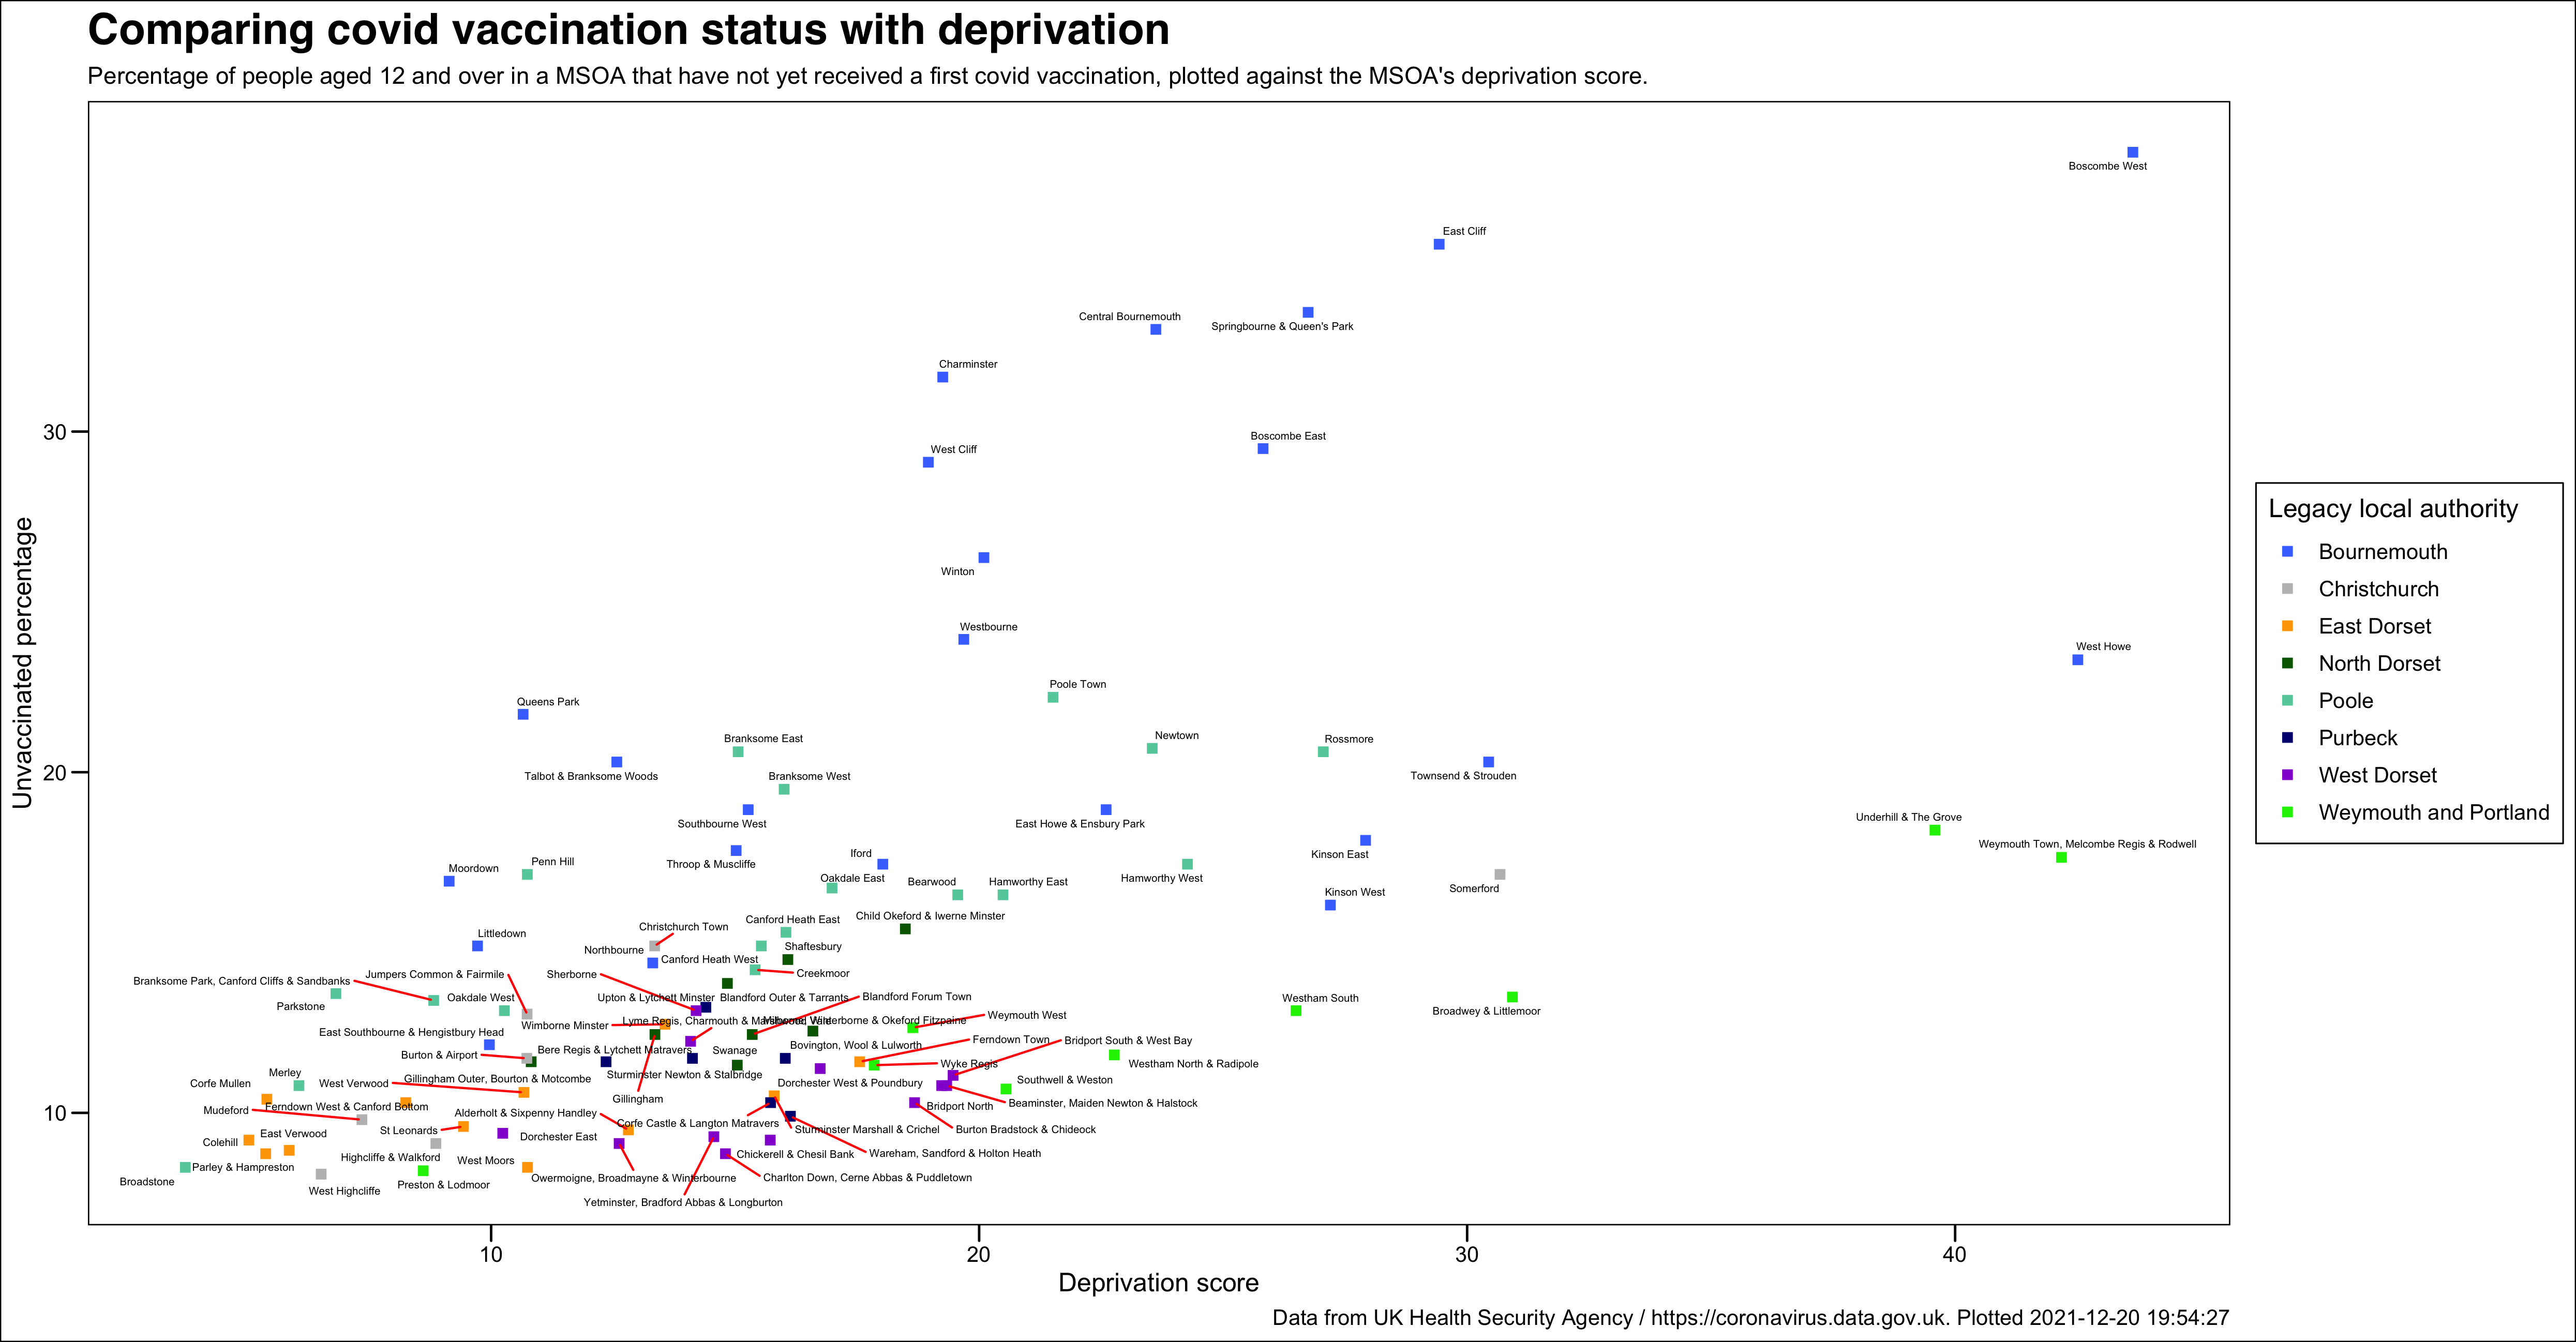 Comparing covid vaccination status with deprivation
Percentage of people aged 12 and over in a MSOA that have not yet received a first covid vaccination, plotted against the MSOA's deprivation score.
Boscombe West
East Cliff
Central Bournemouth
Springbourne & Queen's Park
Charminster
30
Boscombe East
West Cliff
Winton
Westbourne
West Howe
Poole Town
Queens Park
Branksome East
Newtown
Rossmore
20
Talbot & Branksome Woods
Branksome West
Townsend & Strouden
Southbourne West
East Howe & Ensbury Park
Underhill & The Grove
Weymouth Town, Melcombe Regis & Rodwell
Throop & Muscliffe
Iford
Kinson East
Moordown
Penn Hill
Oakdale East
Bearwood
Hamworthy East
Hamworthy West
Somerford
Kinson West
Child Okeford & Iwerne Minster
Canford Heath East
Christchurch Town
Littledown
Northbourne
Shaftesbury
Canford Heath West
Creekmoor
Jumpers Common & Fairmile
Sherborne
Branksome Park, Canford Cliffs & Sandbanks
Parkstone
Oakdale West
Upton & Lytchett Minster
Blandford Outer & Tarrants
Blandford Forum Town
Westham South
Broadwey & Littlemoor
Wimborne Minster
Lyme Regis, Charmouth & Marshwood Vale
Milborne, Winterborne & Okeford Fitzpaine
Weymouth West
East Southbourne & Hengistbury Head
Bovington, Wool & Lulworth
Ferndown Town
Bridport South & West Bay
Burton & Airport
Bere Regis & Lytchett Matravers
Swanage
Wyke Regis
Westham North & Radipole
Merley
Corfe Mullen
West Verwood
Gillingham Outer, Bourton & Motcombe
Sturminster Newton & Stalbridge
Dorchester West & Poundbury
Southwell & Weston
Gillingham
10
Mudeford
Ferndown West & Canford Bottom
Alderholt & Sixpenny Handley
Bridport North
Beaminster, Maiden Newton & Halstock
Corfe Castle & Langton Matravers
Colehill
East Verwood
St Leonards
Dorchester East
Sturminster Marshall & Crichel
Burton Bradstock & Chideock
Parley & Hampreston
Highcliffe & Walkford
West Moors
Chickerell & Chesil Bank
Wareham, Sandford & Holton Heath
Broadstone
West Highcliffe
Preston & Lodmoor
Owermoigne, Broadmayne & Winterbourne
Charlton Down, Cerne Abbas & Puddletown
Yetminster, Bradford Abbas & Longburton
Unvaccinated percentage
10
20
30
40
Deprivation score
Legacy local authority
Bournemouth
Christchurch
East Dorset
North Dorset
Poole
Purbeck
West Dorset
Weymouth and Portland
Data from UK Health Security Agency / https://coronavirus.data.gov.uk. Plotted 2021-12-20 19:54:27